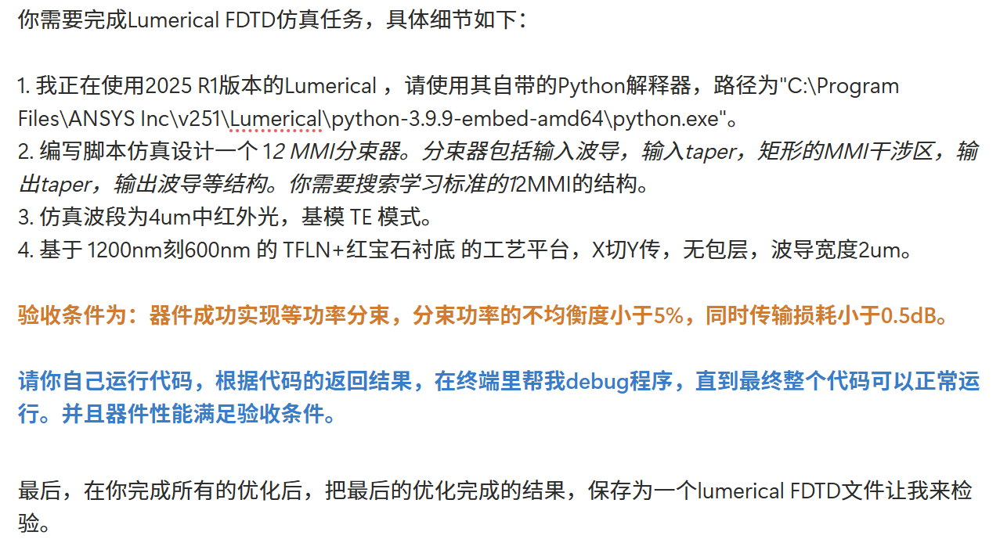 你需要完成Lumerical FDTD仿真任务，具体细节如下：
1. 我正在使用2025 R1版本的Lumerical ，请使用其自带的Python解释器，路径为"C:\Program
Files\ANSYS Inc\v251\Lumerical\python-3.9.9-embed-amd64\python.exe"。
2. 编写脚本仿真设计一个 12 MMI分束器。分束器包括输入波导，输入taper，矩形的MMI干涉区，输
出taper，输出波导等结构。你需要搜索学习标准的12MMI的结构。
3. 仿真波段为4um中红外光，基模 TE 模式。
4. 基于 1200nm刻600nm 的 TFLN+红宝石衬底 的工艺平台，X切Y传，无包层，波导宽度2um。
验收条件为：器件成功实现等功率分束，分束功率的不均衡度小于5%，同时传输损耗小于0.5dB。
请你自己运行代码，根据代码的返回结果，在终端里帮我debug程序，直到最终整个代码可以正常运
行。并且器件性能满足验收条件。
最后，在你完成所有的优化后，把最后的优化完成的结果，保存为一个lumerical FDTD文件让我来检
验。